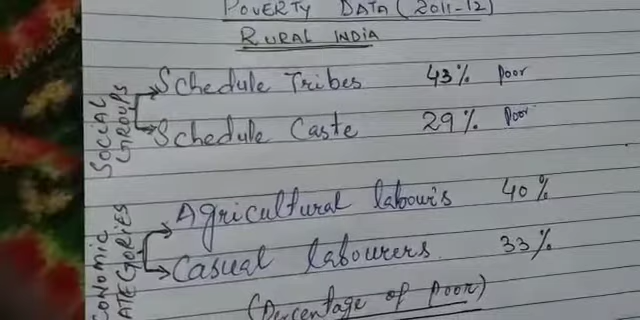 POVERTY DATA (2011-12)
RURAL INDIA
SOCIAL GROUPS
Schedule Tribes 43% Poor
Schedule Caste 29% Poor
ECONOMIC CATEGORIES
Agricultural labours 40%
Casual labourers 33%
(Percentage of poor)